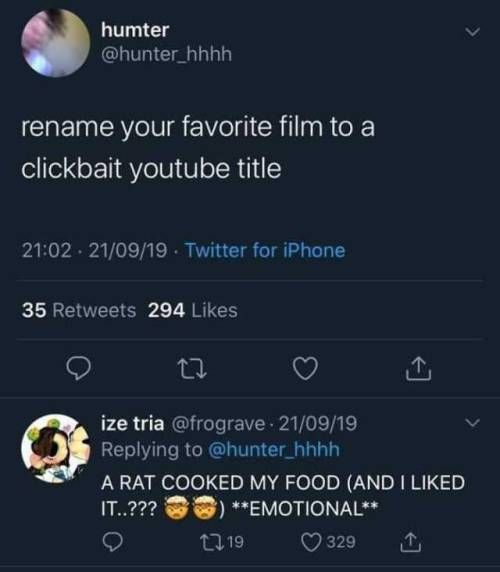 humter
@hunter_hhhh
rename your favorite film to a
clickbait youtube title
21:02 · 21/09/19 · Twitter for iPhone
35 Retweets 294 Likes
ize tria @frograve · 21/09/19
Replying to @hunter_hhhh
A RAT COOKED MY FOOD (AND I LIKED
IT..??? 🤯🤯) **EMOTIONAL**
19 329